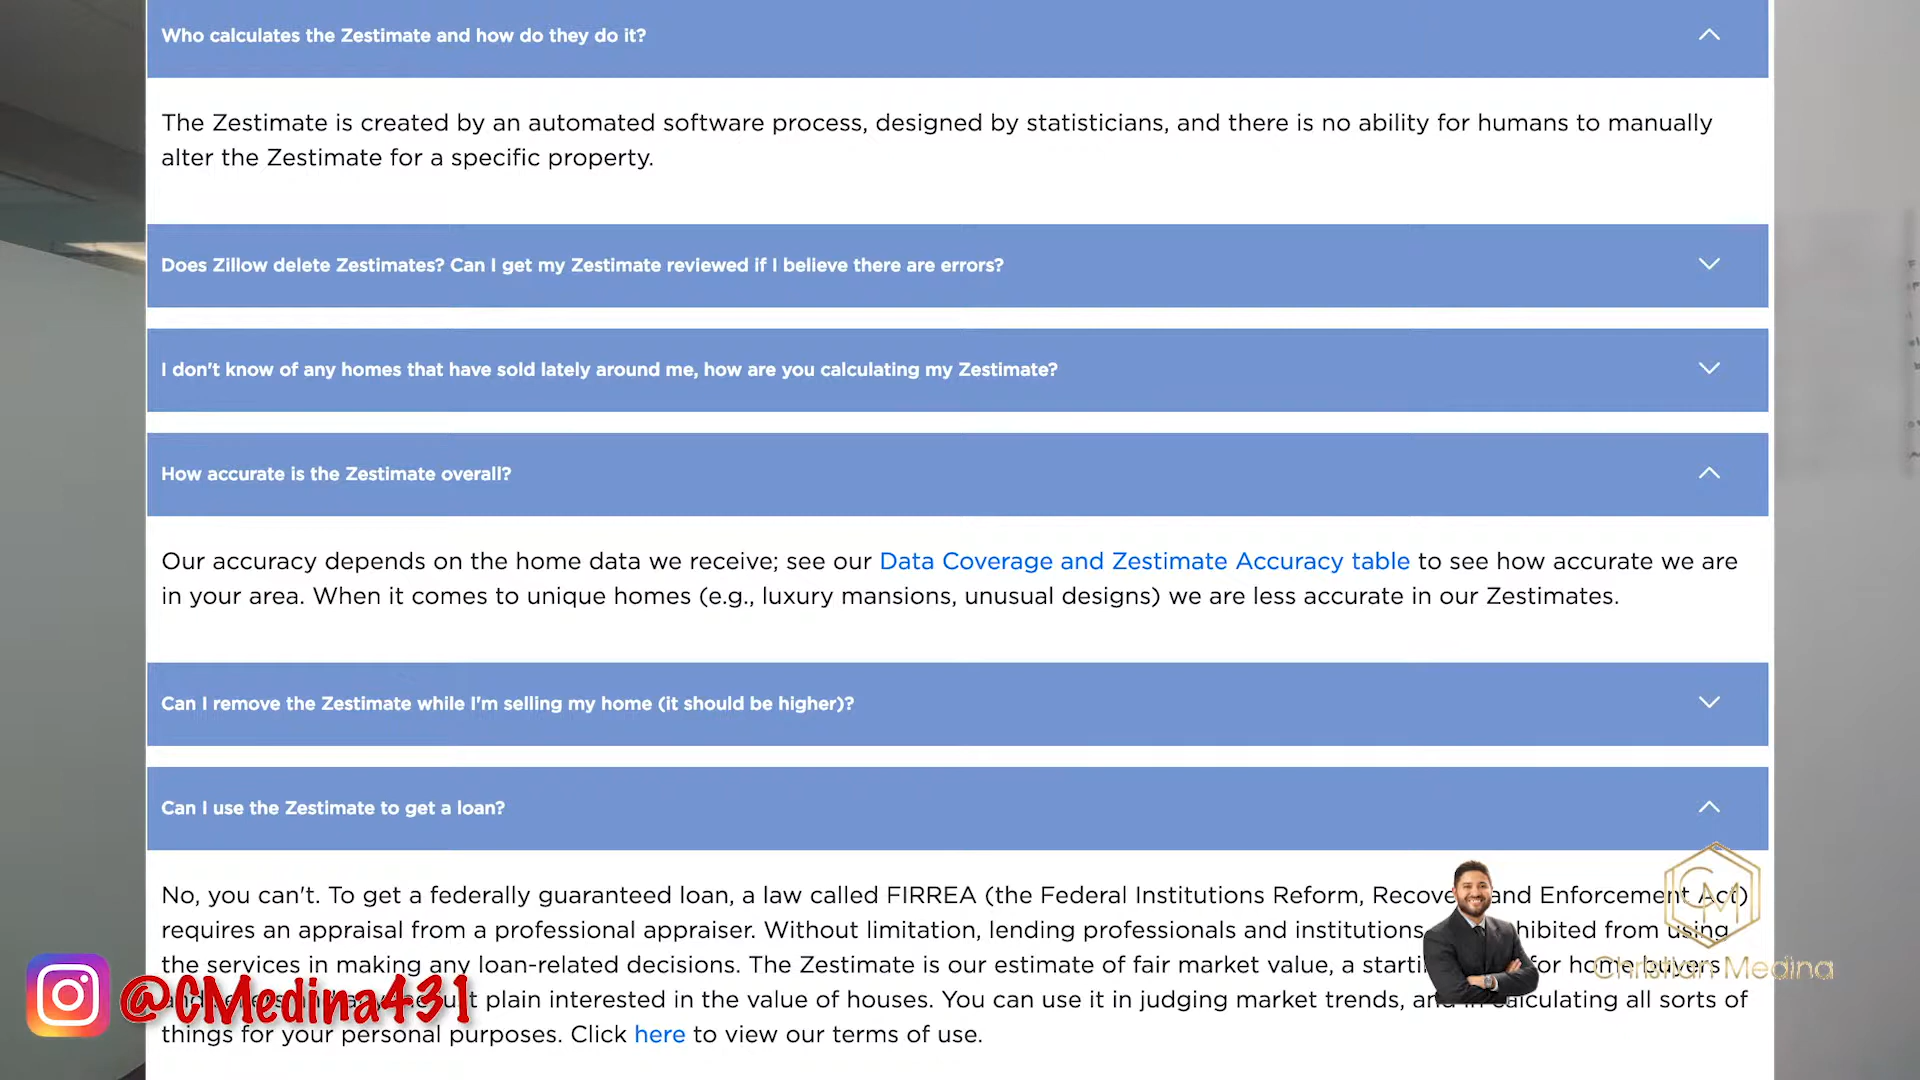 Who calculates the Zestimate and how do they do it?
The Zestimate is created by an automated software process, designed by statisticians, and there is no ability for humans to manually
alter the Zestimate for a specific property.
Does Zillow delete Zestimates? Can I get my Zestimate reviewed if I believe there are errors?
I don't know of any homes that have sold lately around me, how are you calculating my Zestimate?
How accurate is the Zestimate overall?
Our accuracy depends on the home data we receive; see our Data Coverage and Zestimate Accuracy table to see how accurate we are
in your area. When it comes to unique homes (e.g., luxury mansions, unusual designs) we are less accurate in our Zestimates.
Can I remove the Zestimate while I'm selling my home (it should be higher)?
Can I use the Zestimate to get a loan?
No, you can't. To get a federally guaranteed loan, a law called FIRREA (the Federal Institutions Reform, and Enforcement Act)
requires an appraisal from a professional appraiser. Without limitation, lending professionals and institutions from using
the services in making any loan-related decisions. The Zestimate is our estimate of fair market value, a for home buyers
plain interested in the value of houses. You can use it in judging market trends, and in calculating all sorts of
things for your personal purposes. Click here to view our terms of use.
@CMedina431
CM
Christian Medina